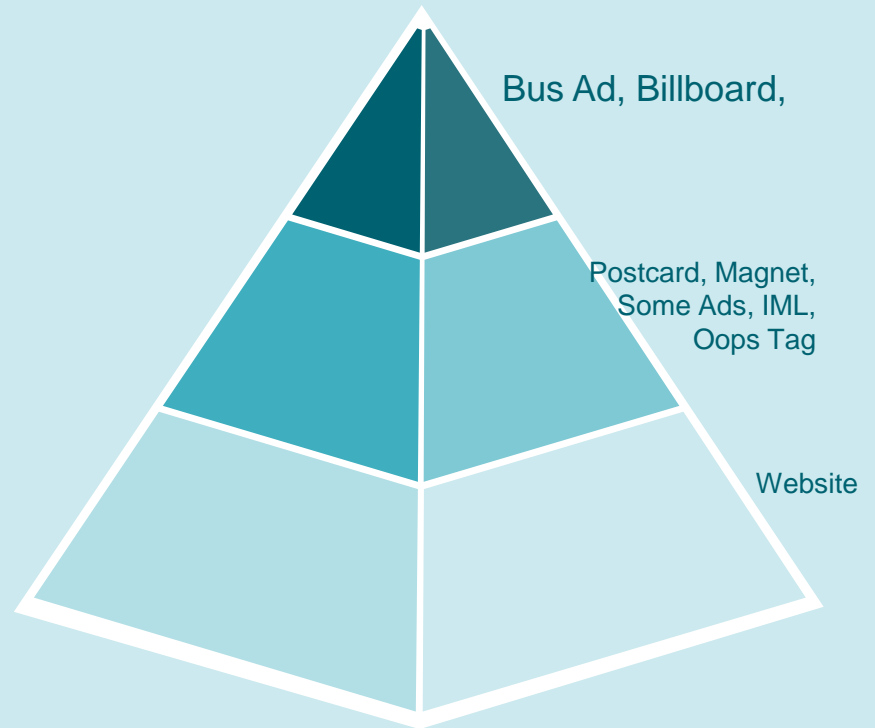 Bus Ad, Billboard,
Postcard, Magnet,
Some Ads, IML,
Oops Tag
Website